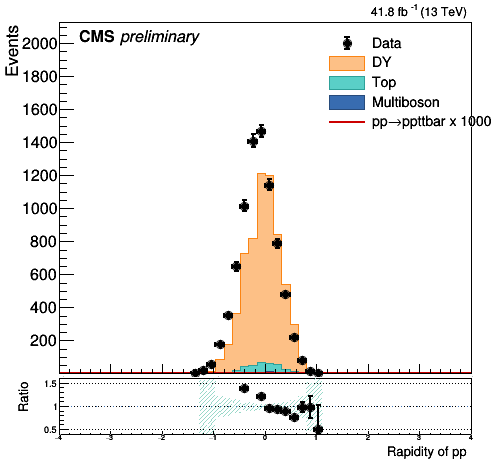 41.8 fb⁻¹ (13 TeV)
CMS preliminary
Events
2000
1800
1600
1400
1200
1000
800
600
400
200
Data
DY
Top
Multiboson
pp→ppttbar x 1000
Ratio
1.5
1
0.5
-4 -3 -2 -1 0 1 2 3 4
Rapidity of pp